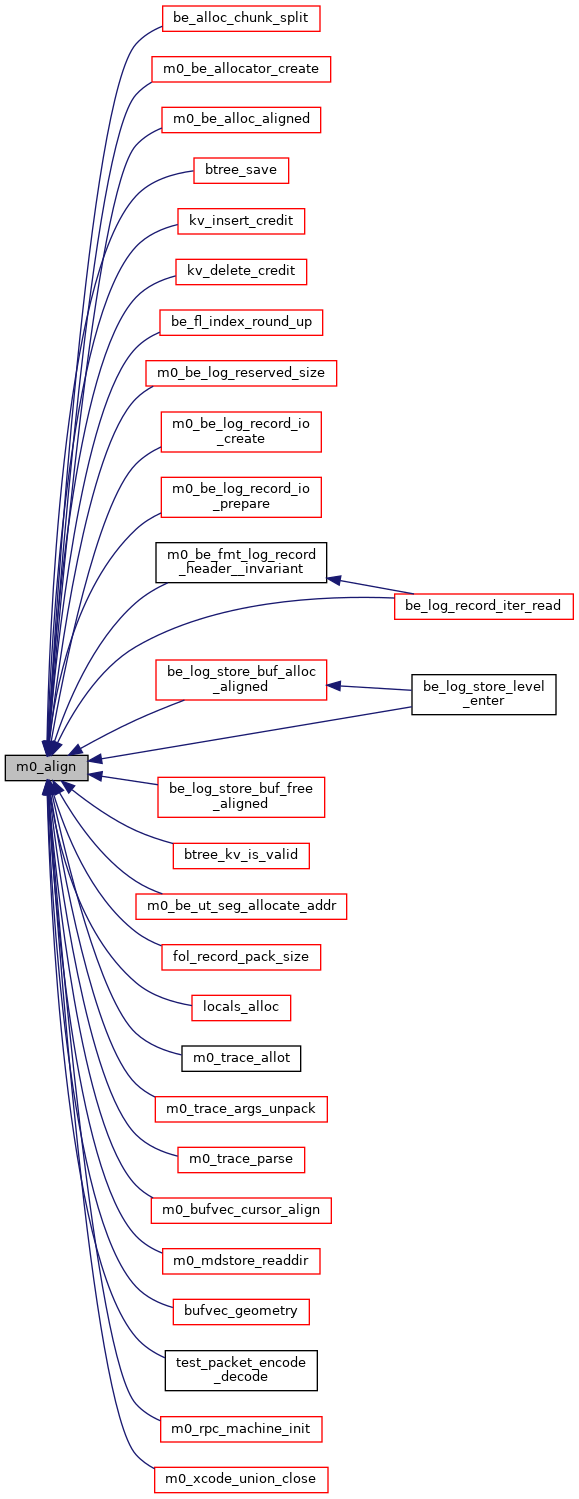 be_alloc_chunk_split
m0_be_allocator_create
m0_be_alloc_aligned
btree_save
kv_insert_credit
kv_delete_credit
be_fl_index_round_up
m0_be_log_reserved_size
m0_be_log_record_io
_create
m0_be_log_record_io
_prepare
m0_be_fmt_log_record
_header__invariant
be_log_record_iter_read
be_log_store_buf_alloc
_aligned
be_log_store_level
_enter
m0_align
be_log_store_buf_free
_aligned
btree_kv_is_valid
m0_be_ut_seg_allocate_addr
fol_record_pack_size
locals_alloc
m0_trace_allot
m0_trace_args_unpack
m0_trace_parse
m0_bufvec_cursor_align
m0_mdstore_readdir
bufvec_geometry
test_packet_encode
_decode
m0_rpc_machine_init
m0_xcode_union_close